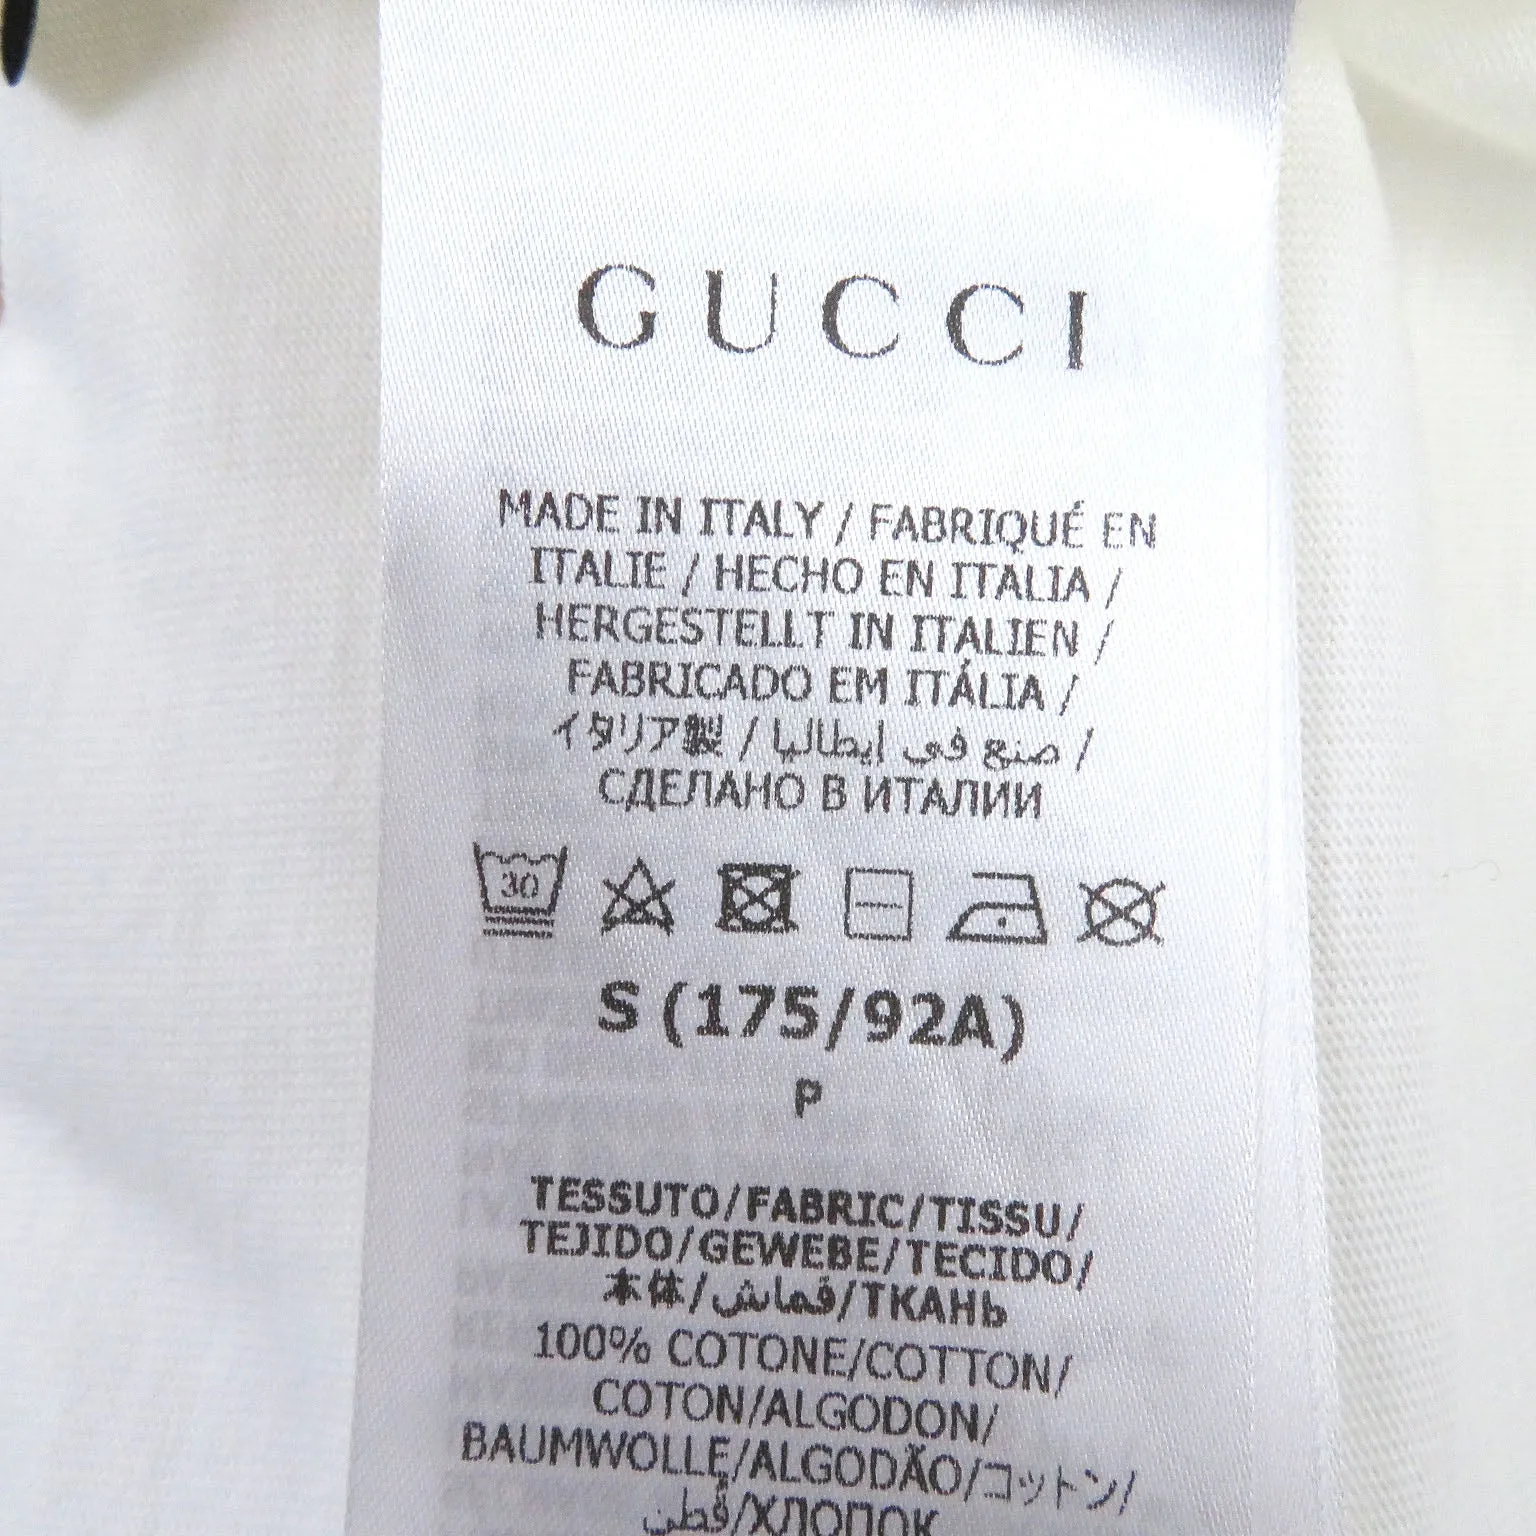 GUCCI
MADE IN ITALY / FABRIQUÉ EN
ITALIE / HECHO EN ITALIA /
HERGESTELLT IN ITALIEN /
FABRICADO EM ITÁLIA /
イタリア製 / صنع في إيطاليا /
СДЕЛАНО В ИТАЛИИ
30
S (175/92A)
P
TESSUTO/FABRIC/TISSU/
TEJIDO/GEWEBE/TECIDO/
本体/قماش/ТКАНЬ
100% COTONE/COTTON/
COTON/ALGODON/
BAUMWOLLE/ALGODÃO/コットン/
قطن/ХЛОПОК